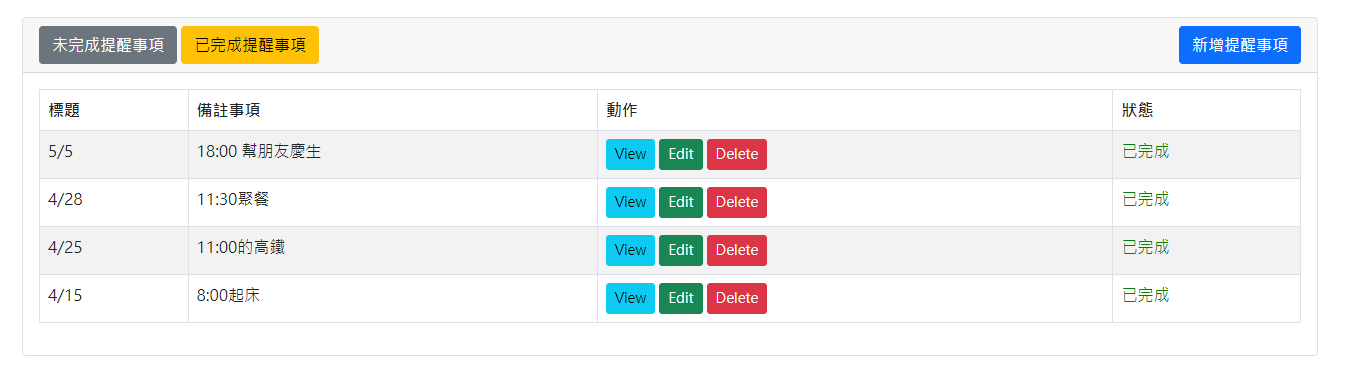 未完成提醒事項 已完成提醒事項 新增提醒事項
標題 備註事項 動作 狀態
5/5 18:00 幫朋友慶生 View Edit Delete 已完成
4/28 11:30聚餐 View Edit Delete 已完成
4/25 11:00的高鐵 View Edit Delete 已完成
4/15 8:00起床 View Edit Delete 已完成